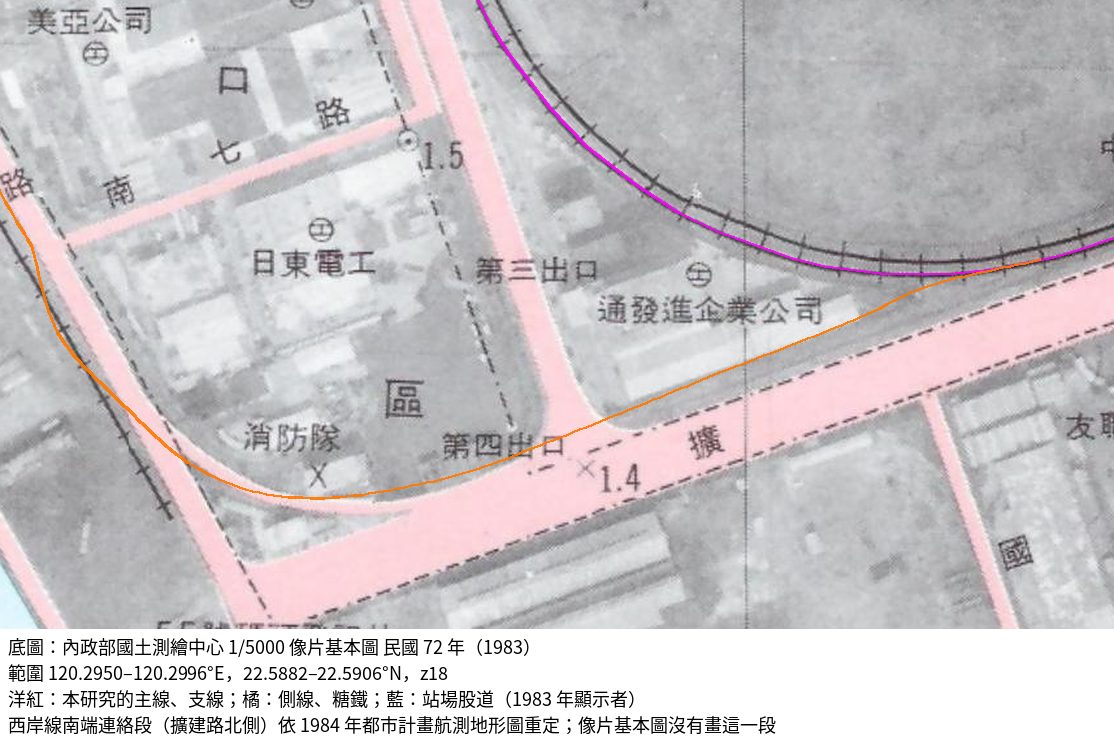 美亞公司
口
路
七
南
路
1.5
中
日東電工
第三出口
通發進企業公司
區
消防隊
第四出口
擴
1.4
友聯
國
底圖：內政部國土測繪中心 1/5000 像片基本圖 民國 72 年（1983）
範圍 120.2950–120.2996°E，22.5882–22.5906°N，z18
洋紅：本研究的主線、支線；橘：側線、糖鐵；藍：站場股道（1983 年顯示者）
西岸線南端連絡段（擴建路北側）依 1984 年都市計畫航測地形圖重定；像片基本圖沒有畫這一段